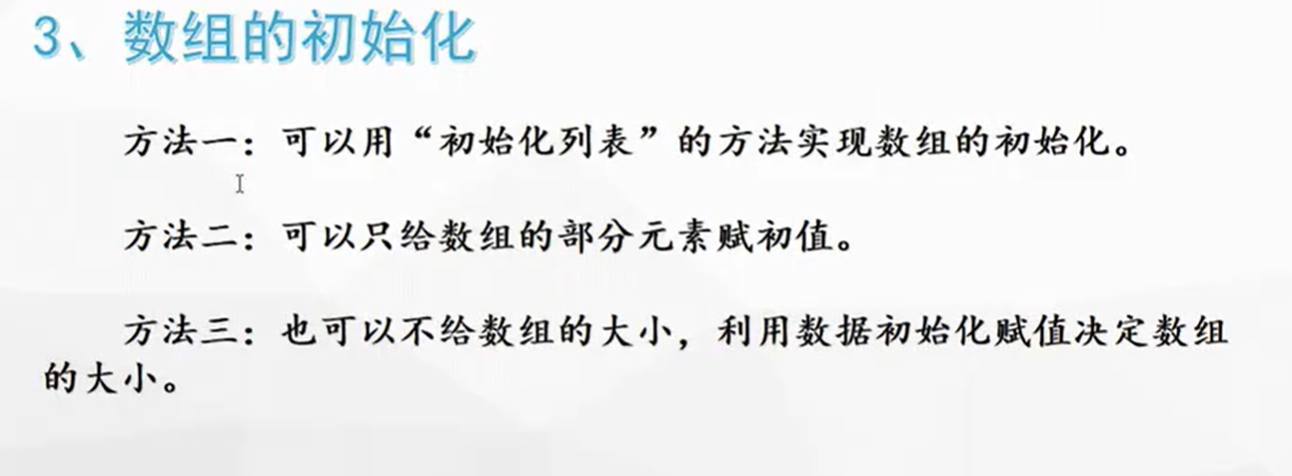 3、数组的初始化
方法一：可以用“初始化列表”的方法实现数组的初始化。
方法二：可以只给数组的部分元素赋初值。
方法三：也可以不给数组的大小，利用数据初始化赋值决定数组
的大小。